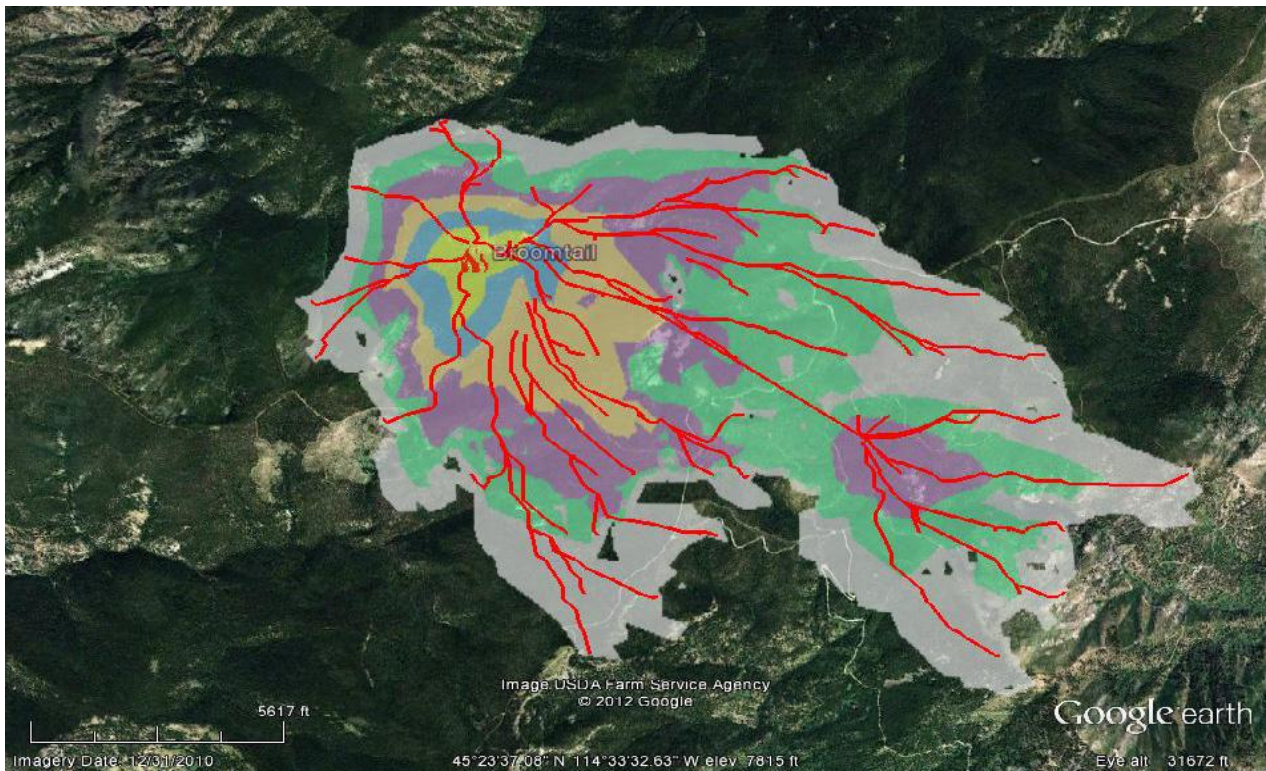 Broomtail
Image USDA Farm Service Agency
© 2012 Google
5617 ft
Google earth
Imagery Date: 12/31/2010
45°23'37.08" N 114°33'32.63" W elev 7815 ft
Eye alt 31672 ft